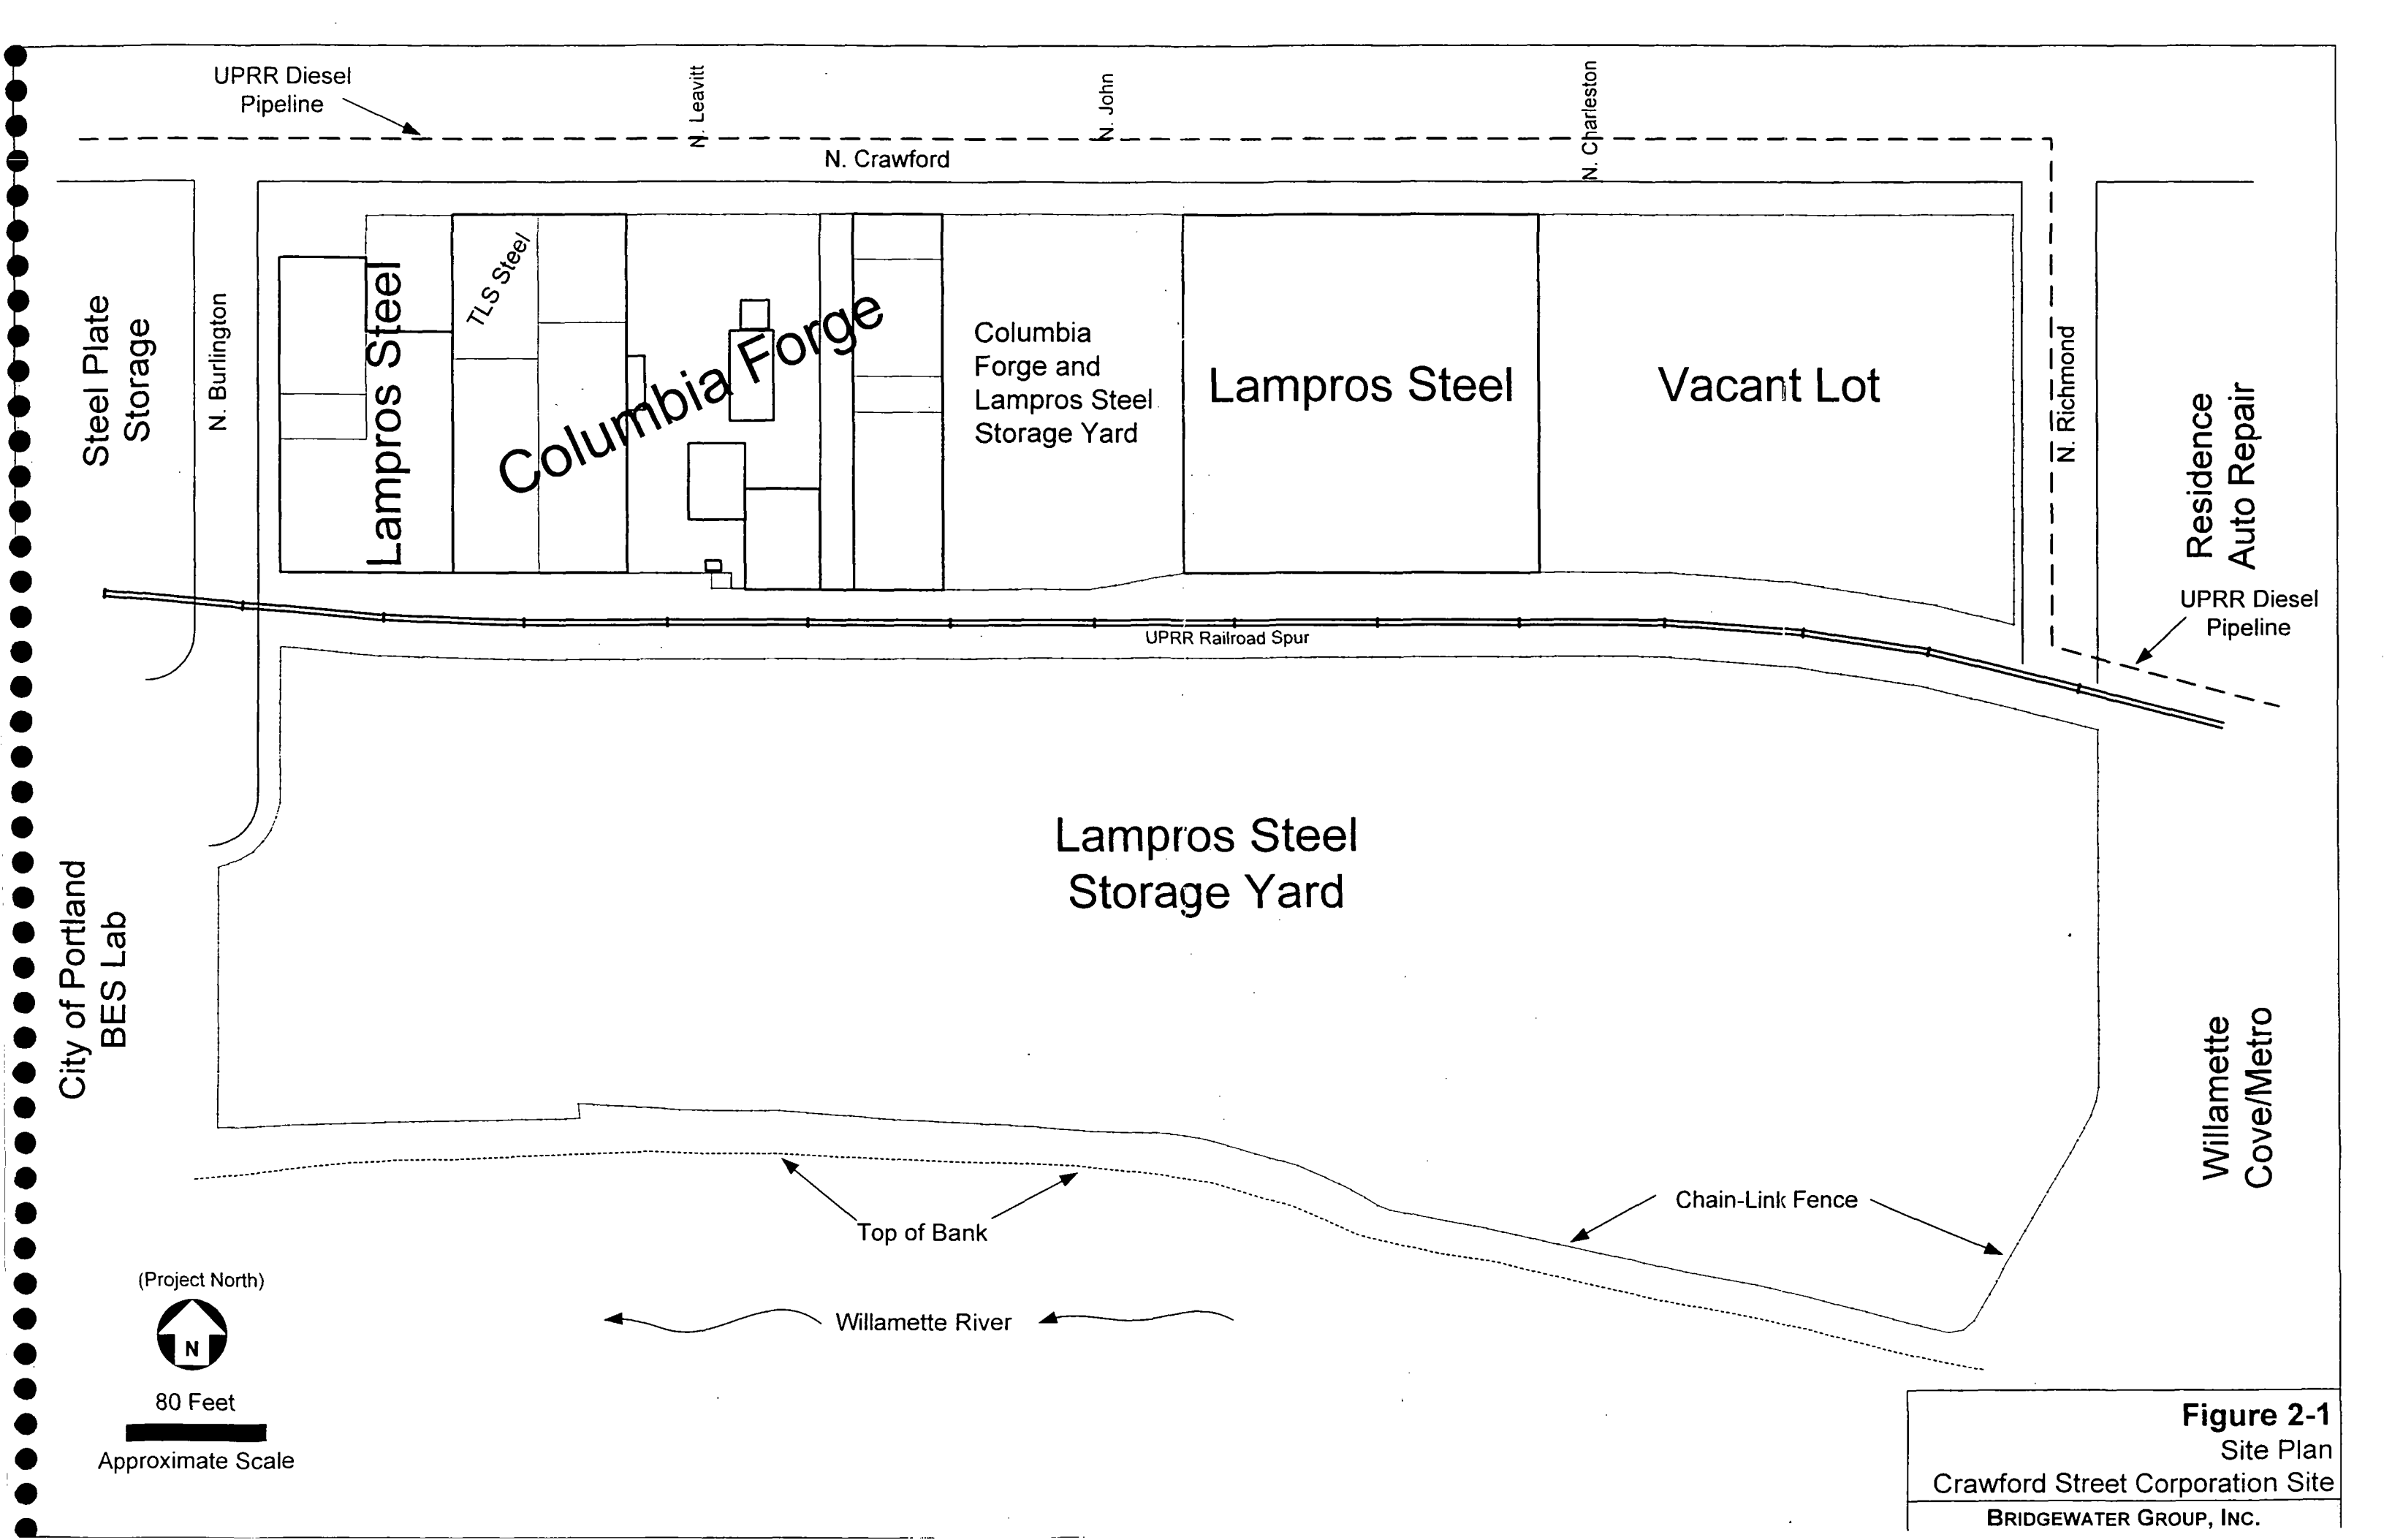 UPRR Diesel
Pipeline
N. Leavitt
N. John
N. Charleston
N. Crawford
Steel Plate
Storage
N. Burlington
Lampros Steel
TLS Steel
Columbia Forge
Columbia
Forge and
Lampros Steel
Storage Yard
Lampros Steel
Vacant Lot
N. Richmond
Residence
Auto Repair
UPRR Diesel
Pipeline
UPRR Railroad Spur
Lampros Steel
Storage Yard
City of Portland
BES Lab
Willamette
Cove/Metro
Chain-Link Fence
Top of Bank
(Project North)
N
Willamette River
80 Feet
Approximate Scale
Figure 2-1
Site Plan
Crawford Street Corporation Site
BRIDGEWATER GROUP, INC.